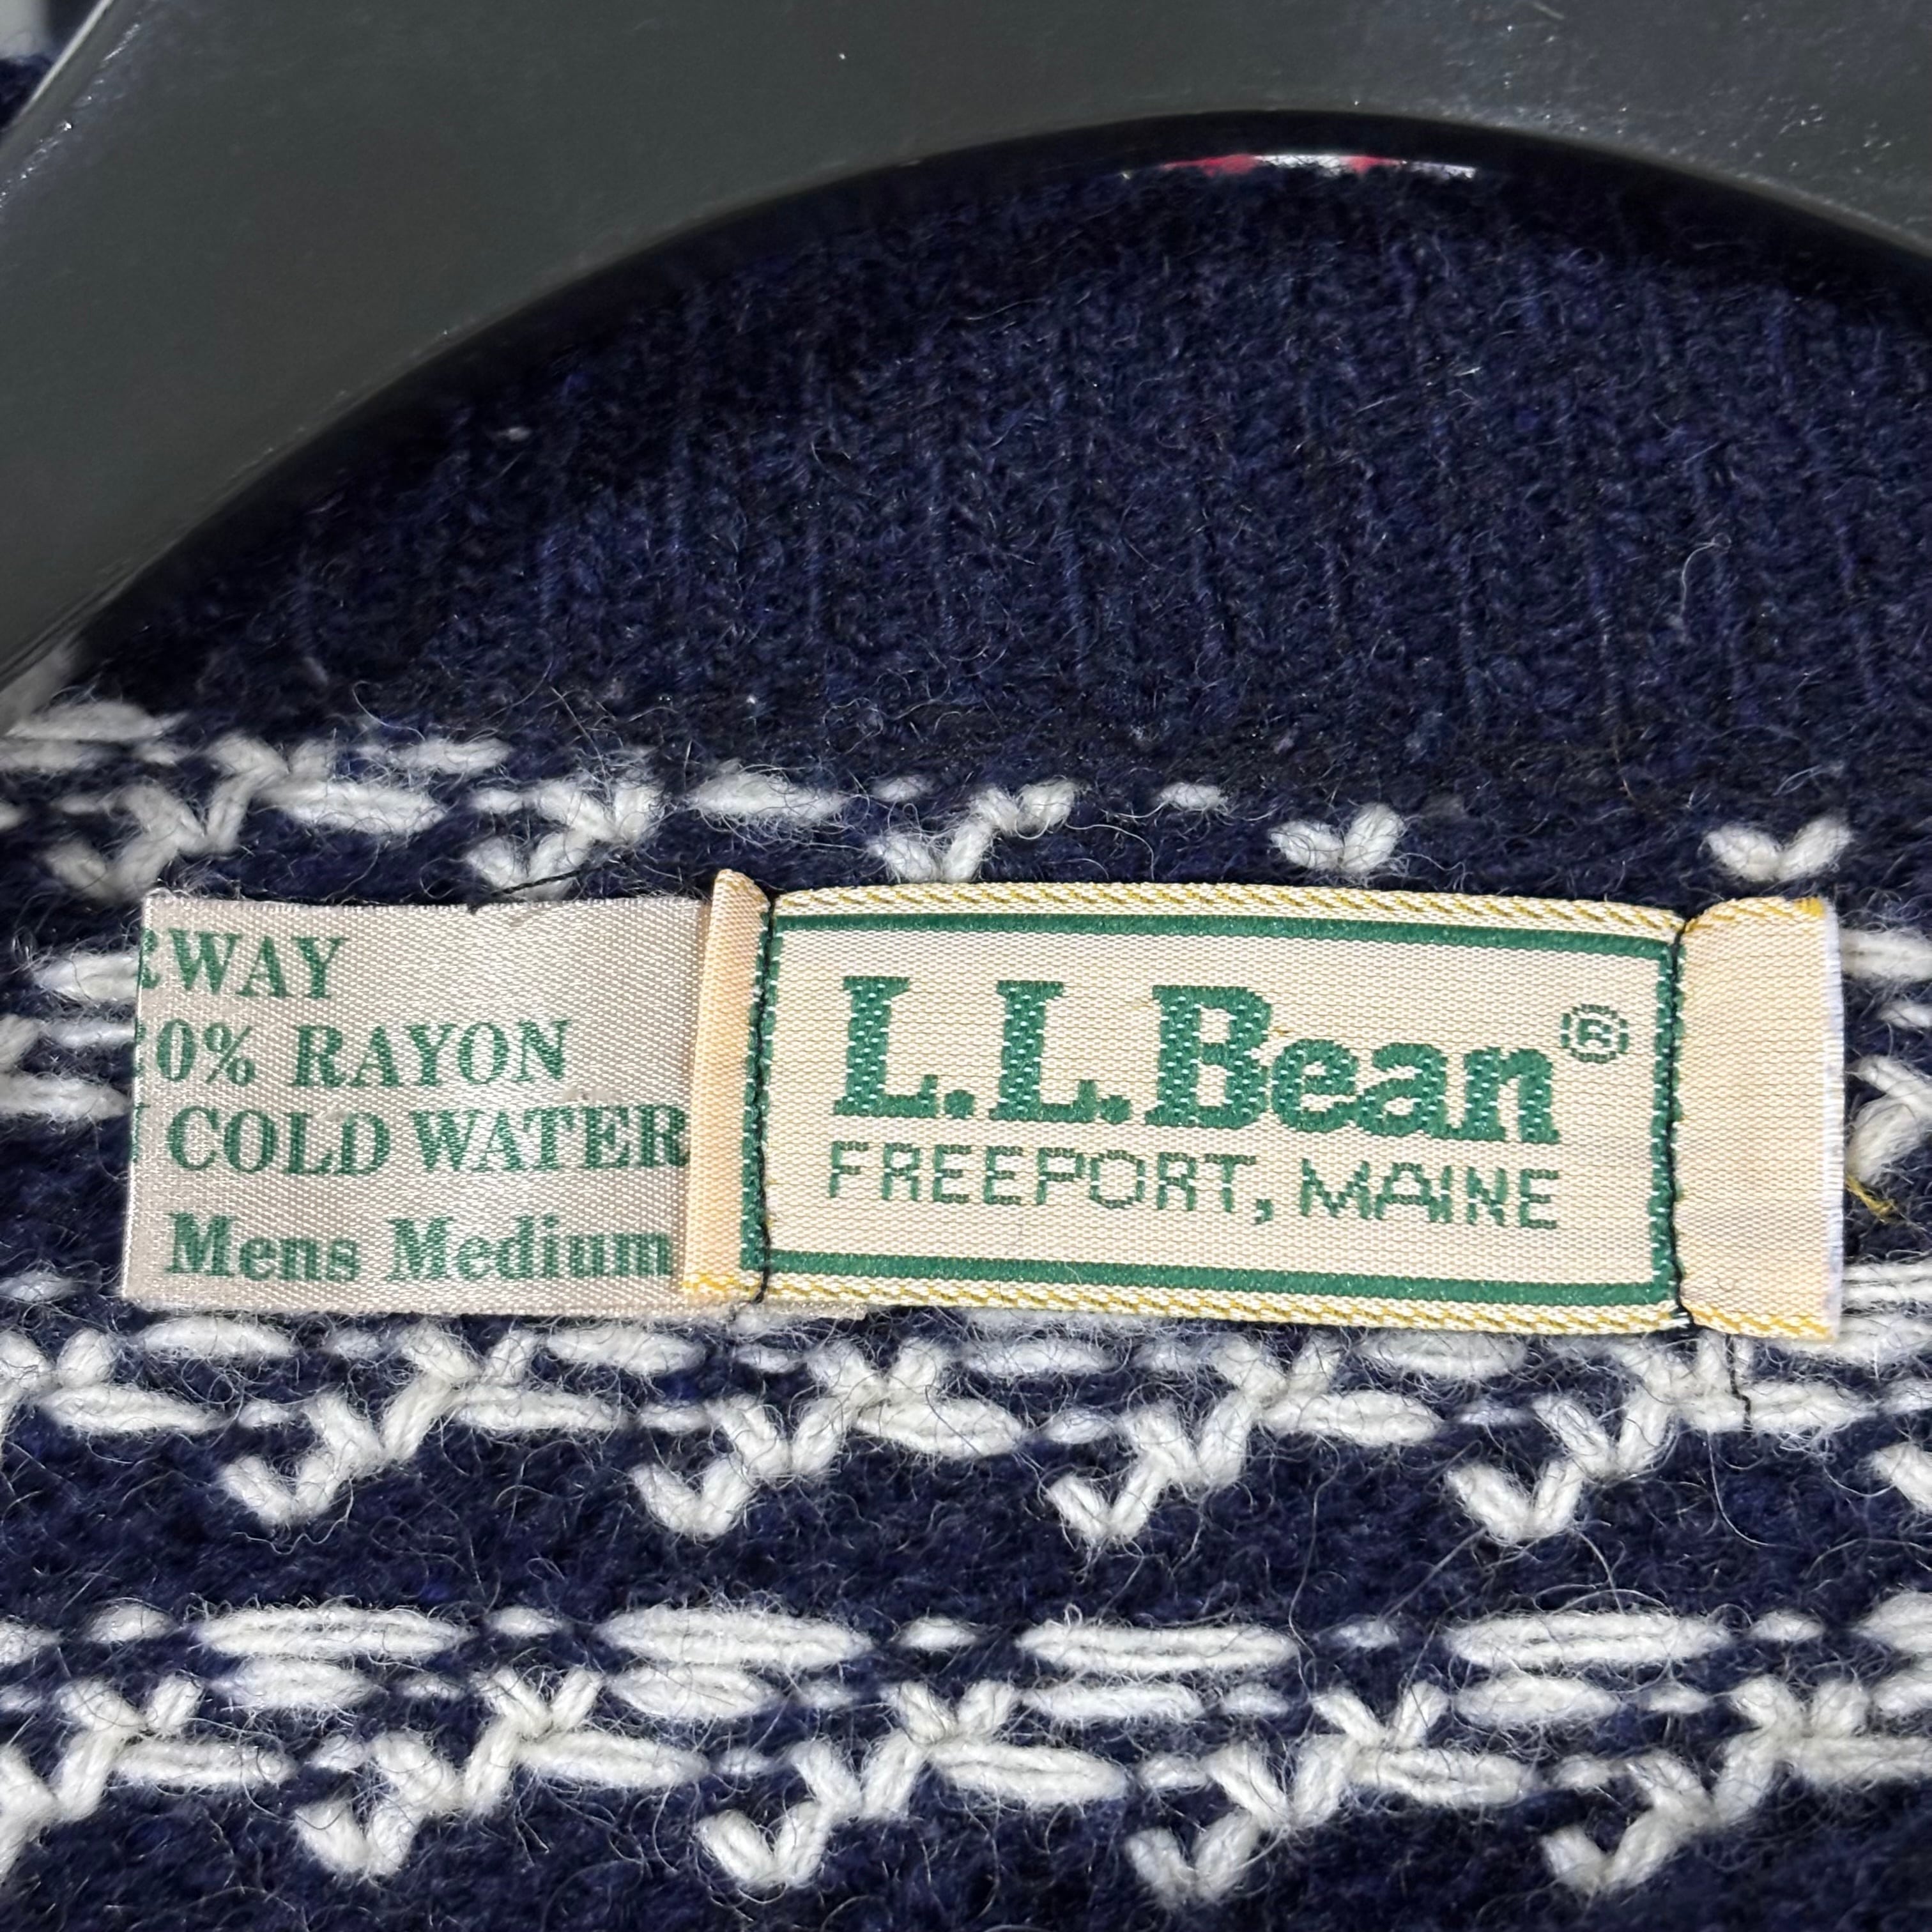 WAY
0% RAYON
COLD WATER
Mens Medium
L.L.Bean®
FREEPORT, MAINE